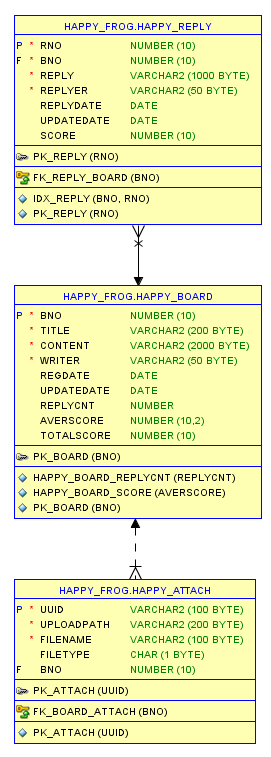 HAPPY_FROG.HAPPY_REPLY
P * RNO NUMBER (10)
F * BNO NUMBER (10)
* REPLY VARCHAR2 (1000 BYTE)
* REPLYER VARCHAR2 (50 BYTE)
REPLYDATE DATE
UPDATEDATE DATE
SCORE NUMBER (10)
PK_REPLY (RNO)
FK_REPLY_BOARD (BNO)
IDX_REPLY (BNO, RNO)
PK_REPLY (RNO)
HAPPY_FROG.HAPPY_BOARD
P * BNO NUMBER (10)
* TITLE VARCHAR2 (200 BYTE)
* CONTENT VARCHAR2 (2000 BYTE)
* WRITER VARCHAR2 (50 BYTE)
REGDATE DATE
UPDATEDATE DATE
REPLYCNT NUMBER
AVERSCORE NUMBER (10,2)
TOTALSCORE NUMBER (10)
PK_BOARD (BNO)
HAPPY_BOARD_REPLYCNT (REPLYCNT)
HAPPY_BOARD_SCORE (AVERSCORE)
PK_BOARD (BNO)
HAPPY_FROG.HAPPY_ATTACH
P * UUID VARCHAR2 (100 BYTE)
* UPLOADPATH VARCHAR2 (200 BYTE)
* FILENAME VARCHAR2 (100 BYTE)
FILETYPE CHAR (1 BYTE)
F BNO NUMBER (10)
PK_ATTACH (UUID)
FK_BOARD_ATTACH (BNO)
PK_ATTACH (UUID)